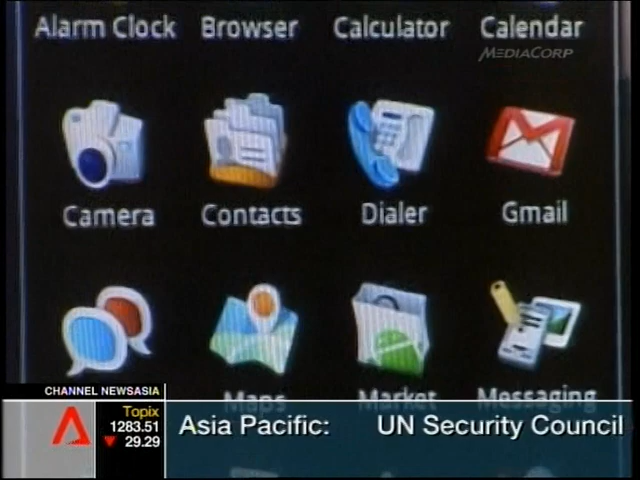 Alarm Clock Browser Calculator Calendar
MEDIACORP
Camera Contacts Dialer Gmail
Maps Market Messaging
CHANNEL NEWSASIA
Topix
1283.51
29.29
Asia Pacific: UN Security Council